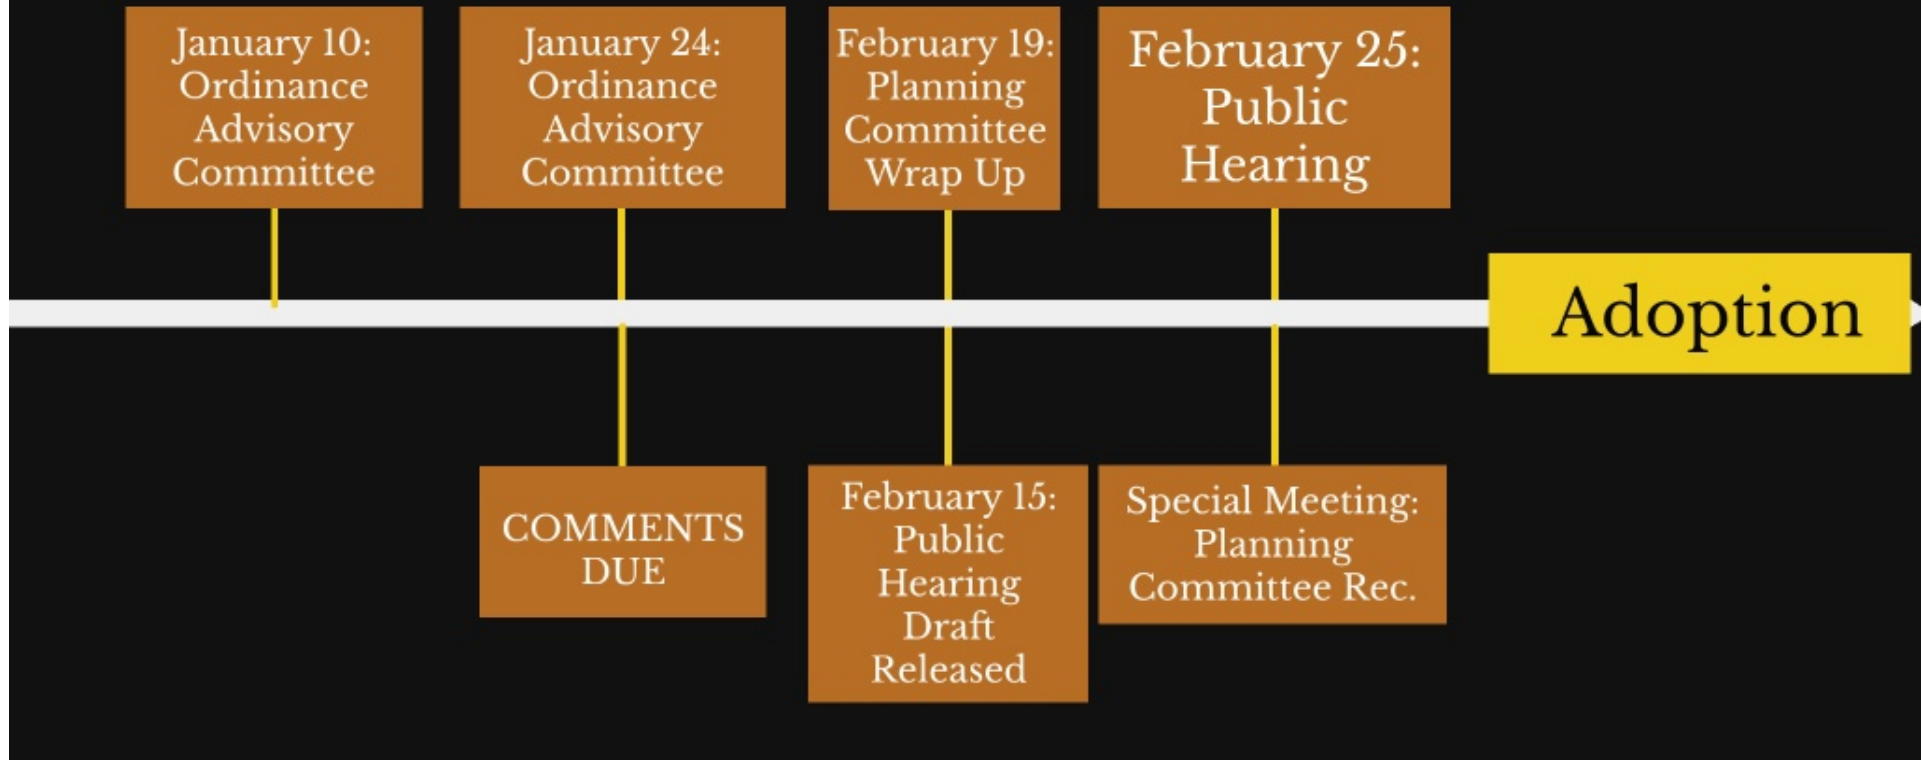 January 10:
Ordinance
Advisory
Committee
January 24:
Ordinance
Advisory
Committee
February 19:
Planning
Committee
Wrap Up
February 25:
Public
Hearing
Adoption
COMMENTS
DUE
February 15:
Public
Hearing
Draft
Released
Special Meeting:
Planning
Committee Rec.